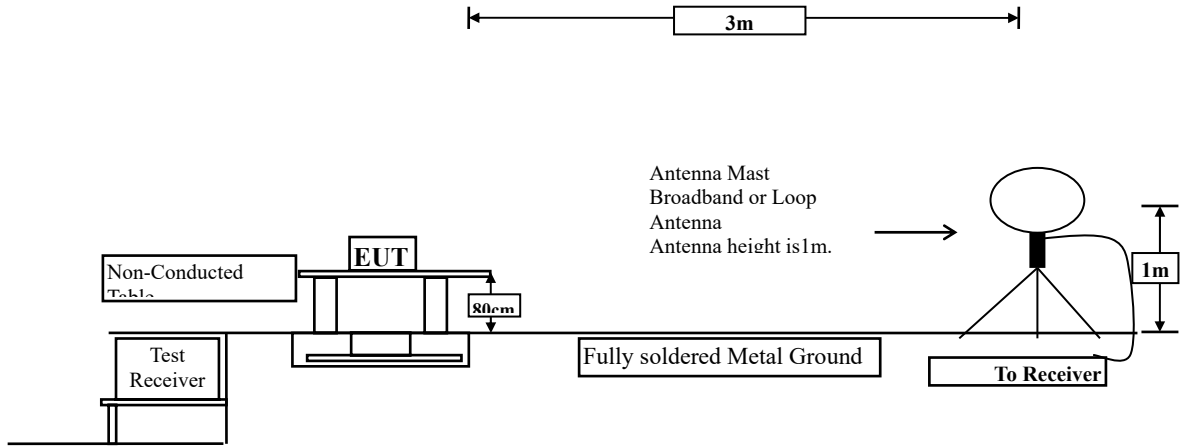 3m
Antenna Mast
Broadband or Loop
Antenna
Antenna height is1m.
EUT
Non-Conducted
Table
80cm
1m
Test
Receiver
Fully soldered Metal Ground
To Receiver